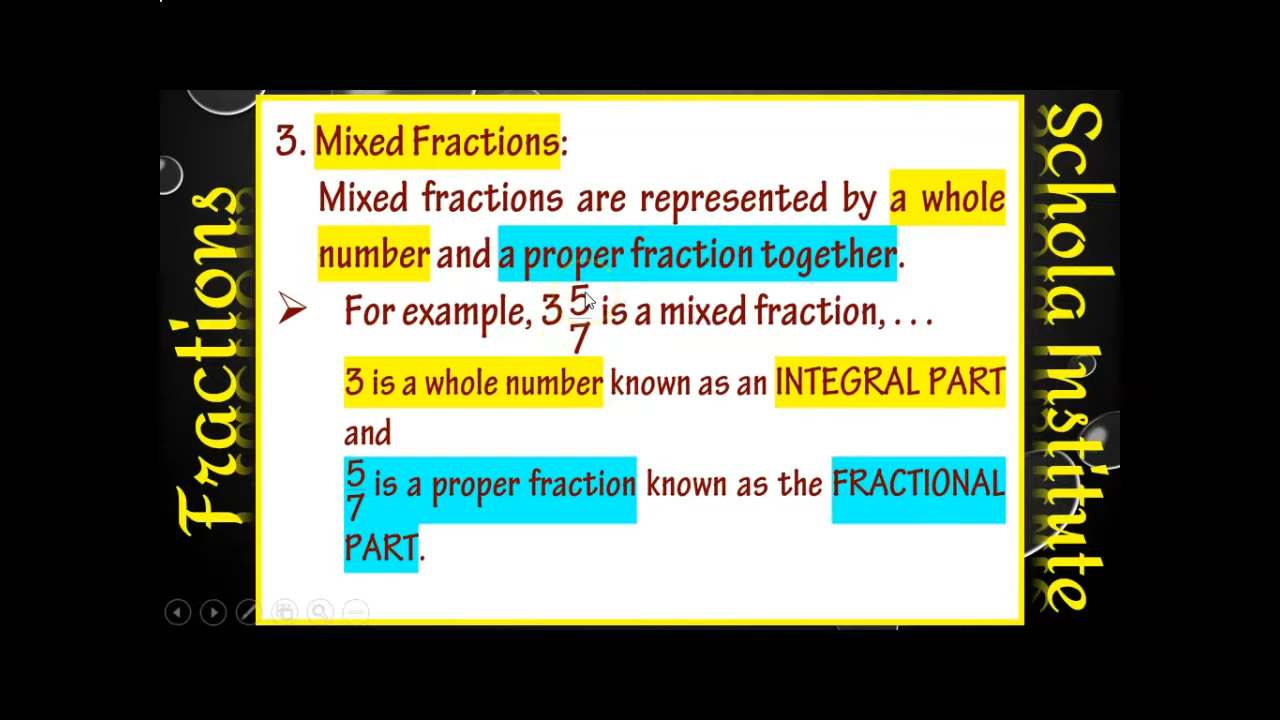 Fractions
3. Mixed Fractions:
Mixed fractions are represented by a whole
number and a proper fraction together.
➢ For example, 3 5/7 is a mixed fraction, . . .
3 is a whole number known as an INTEGRAL PART
and
5/7 is a proper fraction known as the FRACTIONAL
PART.
Schola Institute